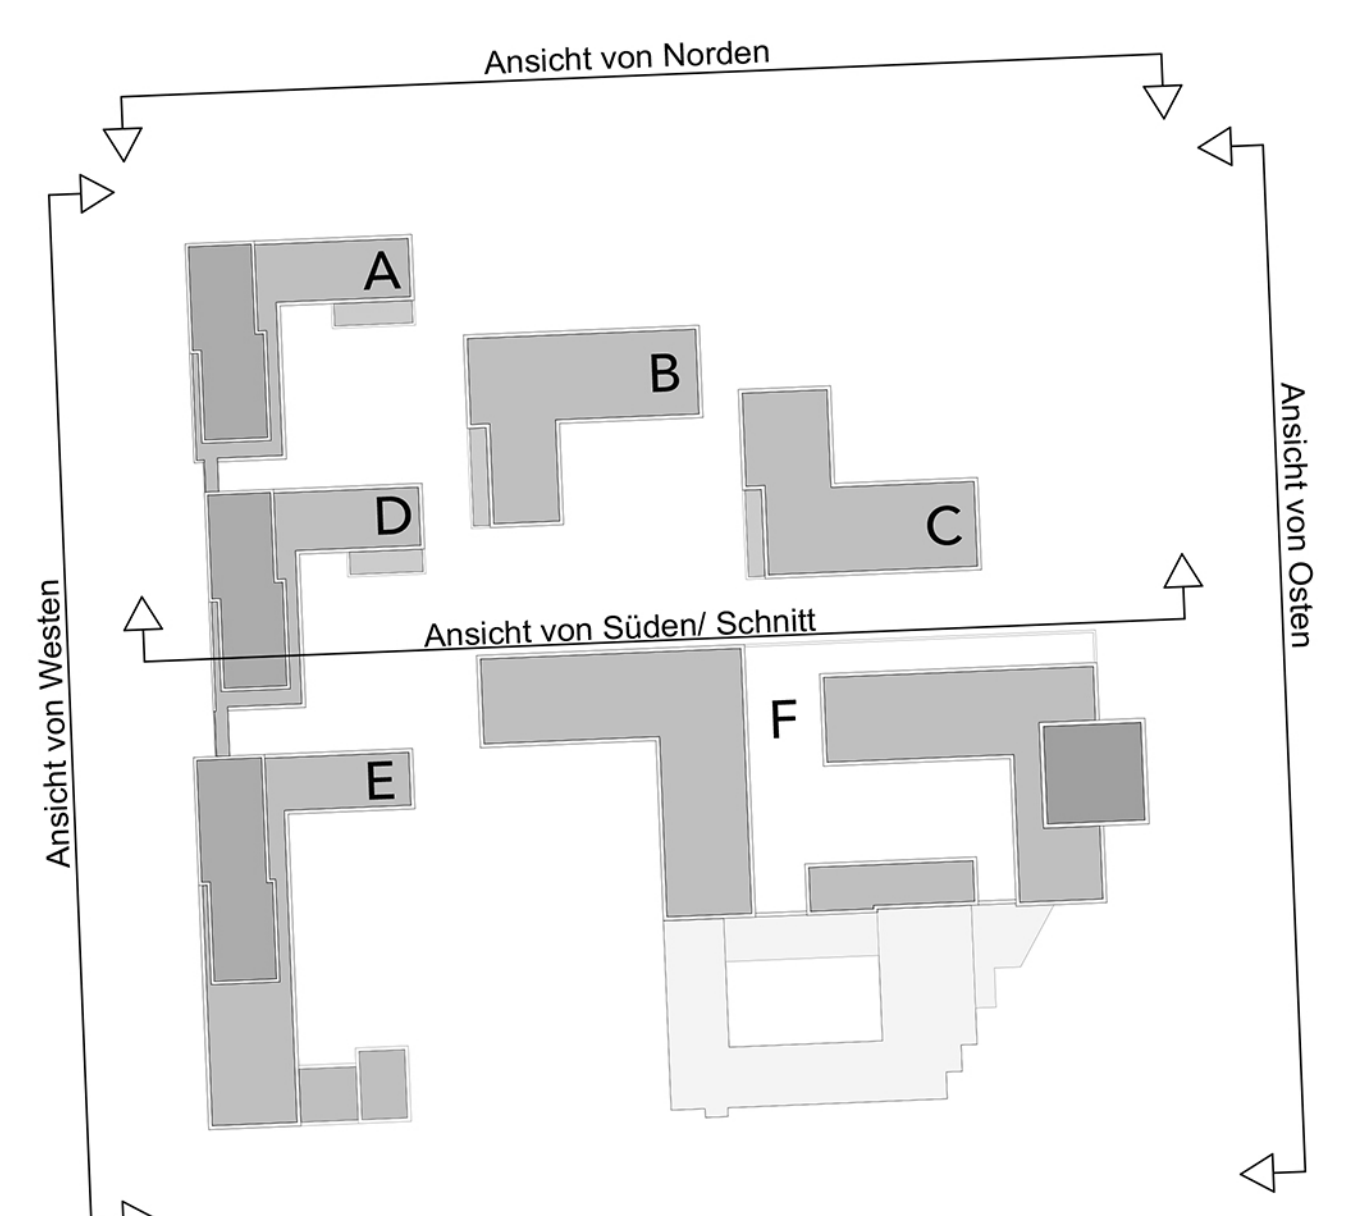 Ansicht von Norden
A
B
C
D
Ansicht von Osten
Ansicht von Süden/ Schnitt
Ansicht von Westen
F
E